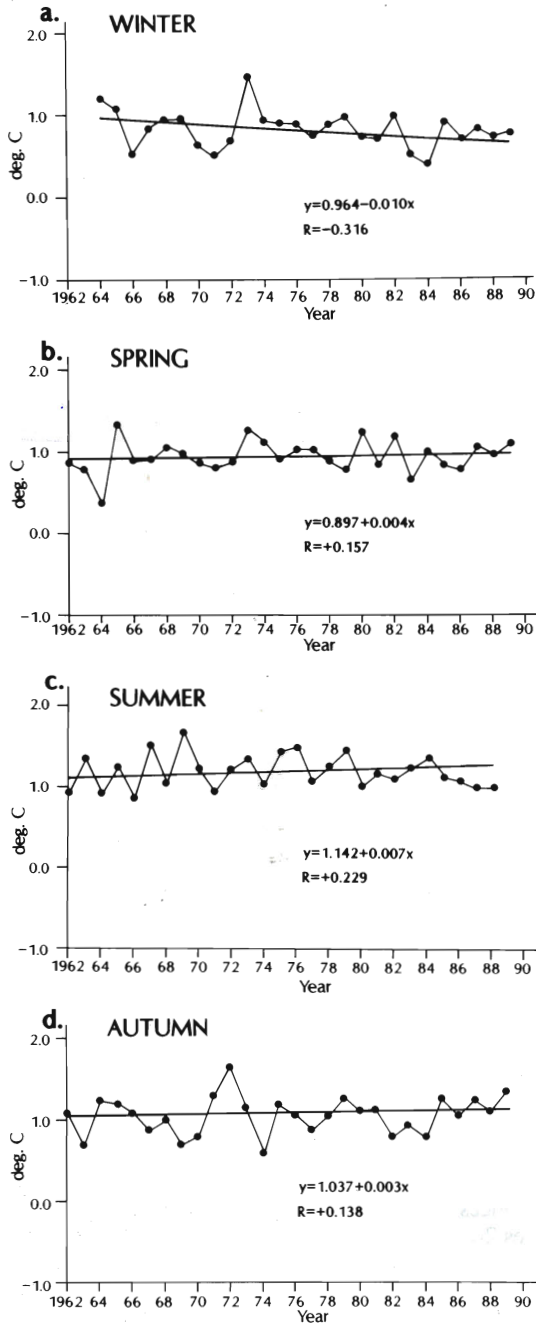 a. WINTER
2.0
1.0
0.0
−1.0
deg. C
y=0.964−0.010x
R=−0.316
1962 64 66 68 70 72 74 76 78 80 82 84 86 88 90
Year
b. SPRING
2.0
1.0
0.0
−1.0
deg. C
y=0.897+0.004x
R=+0.157
1962 64 66 68 70 72 74 76 78 80 82 84 86 88 90
Year
c. SUMMER
2.0
1.0
0.0
−1.0
deg. C
y=1.142+0.007x
R=+0.229
1962 64 66 68 70 72 74 76 78 80 82 84 86 88 90
Year
d. AUTUMN
2.0
1.0
0.0
−1.0
deg. C
y=1.037+0.003x
R=+0.138
1962 64 66 68 70 72 74 76 78 80 82 84 86 88 90
Year